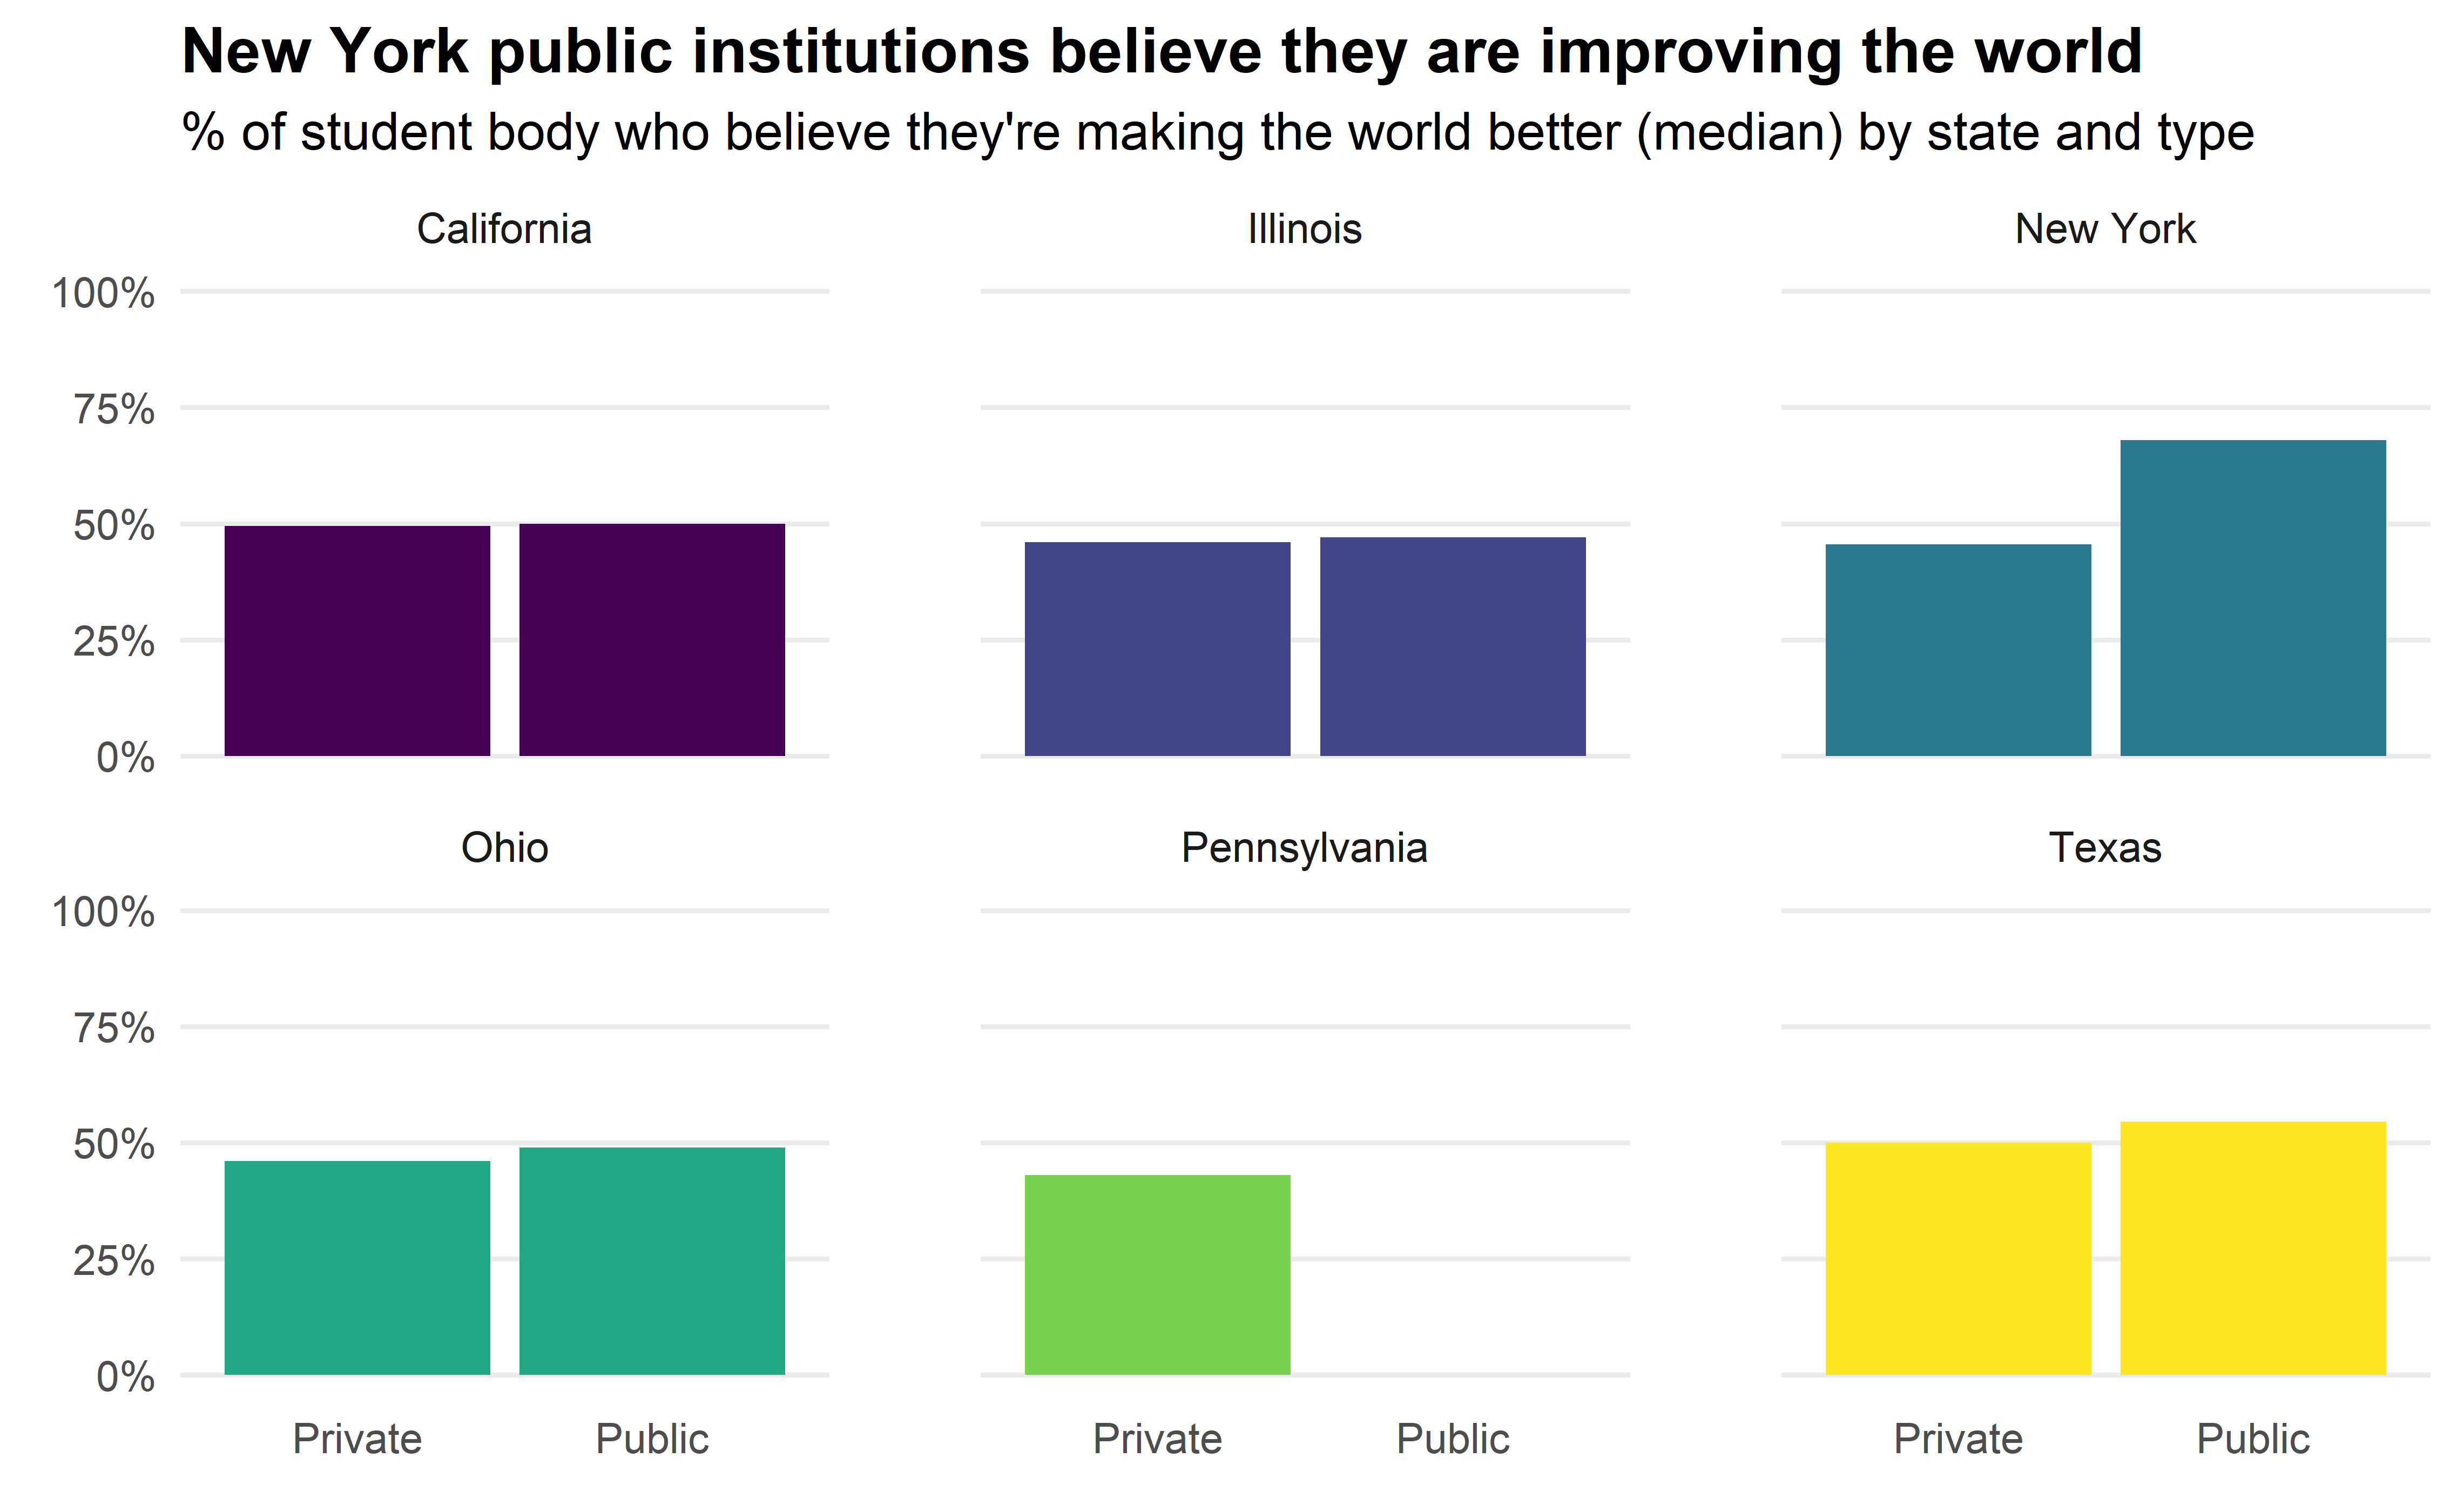 New York public institutions believe they are improving the world
% of student body who believe they're making the world better (median) by state and type
California
Illinois
New York
100%
75%
50%
25%
0%
Ohio
Pennsylvania
Texas
100%
75%
50%
25%
0%
Private
Public
Private
Public
Private
Public